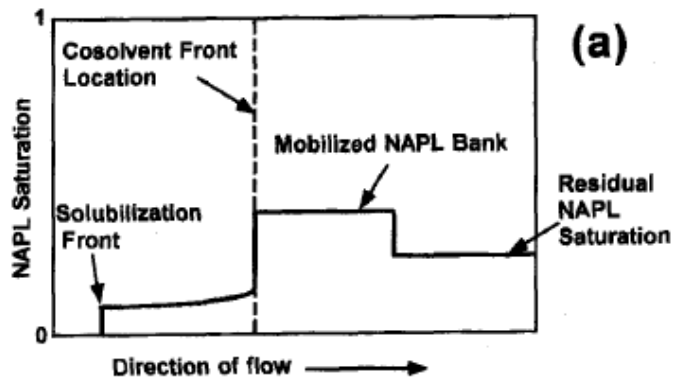 1
(a)
Cosolvent Front
Location
Mobilized NAPL Bank
Residual
NAPL
Saturation
Solubilization
Front
NAPL Saturation
0
Direction of flow